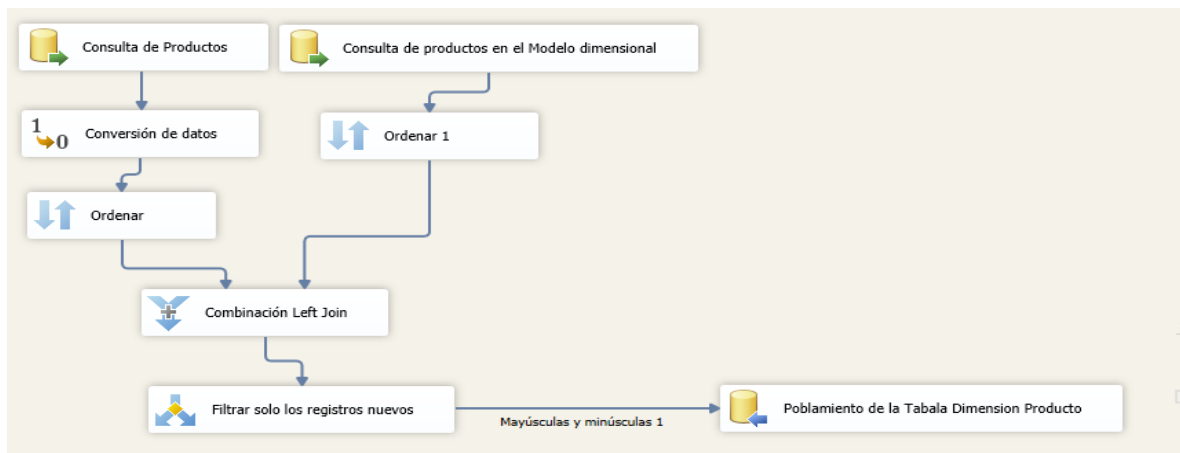 Consulta de Productos
Consulta de productos en el Modelo dimensional
1
0
Conversión de datos
Ordenar 1
Ordenar
Combinación Left Join
Filtrar solo los registros nuevos
Mayúsculas y minúsculas 1
Poblamiento de la Tabala Dimension Producto